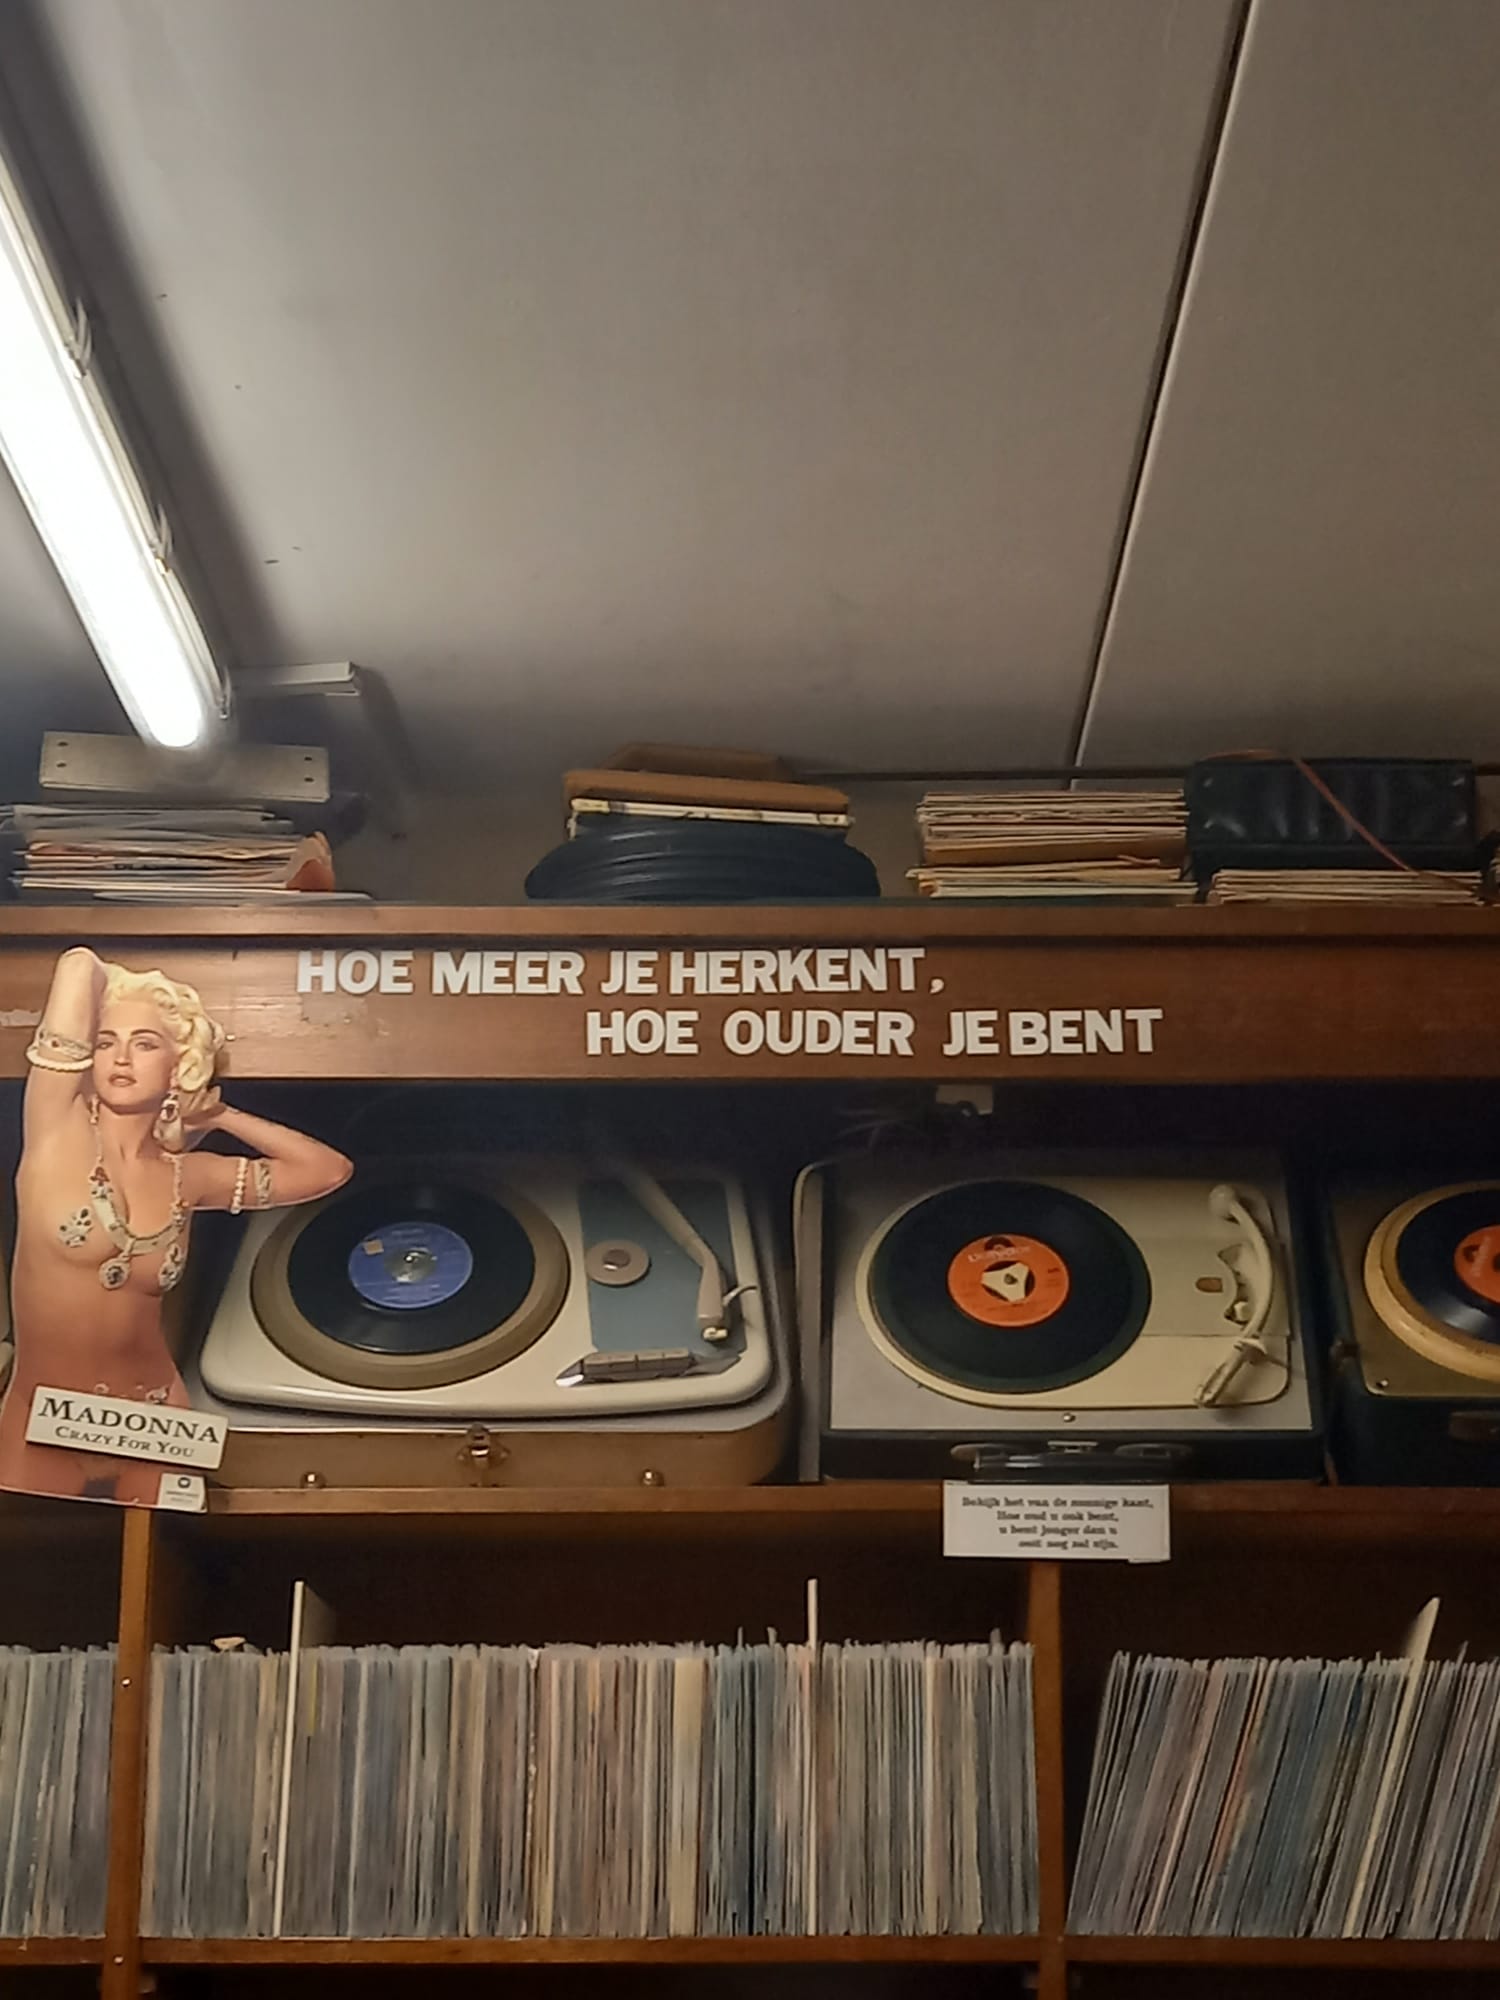 HOE MEER JE HERKENT,
HOE OUDER JE BENT
MADONNA
CRAZY FOR YOU
Bekijk het van de zonnige kant,
Hoe oud u ook bent,
u bent jonger dan u
ooit nog zal zijn.